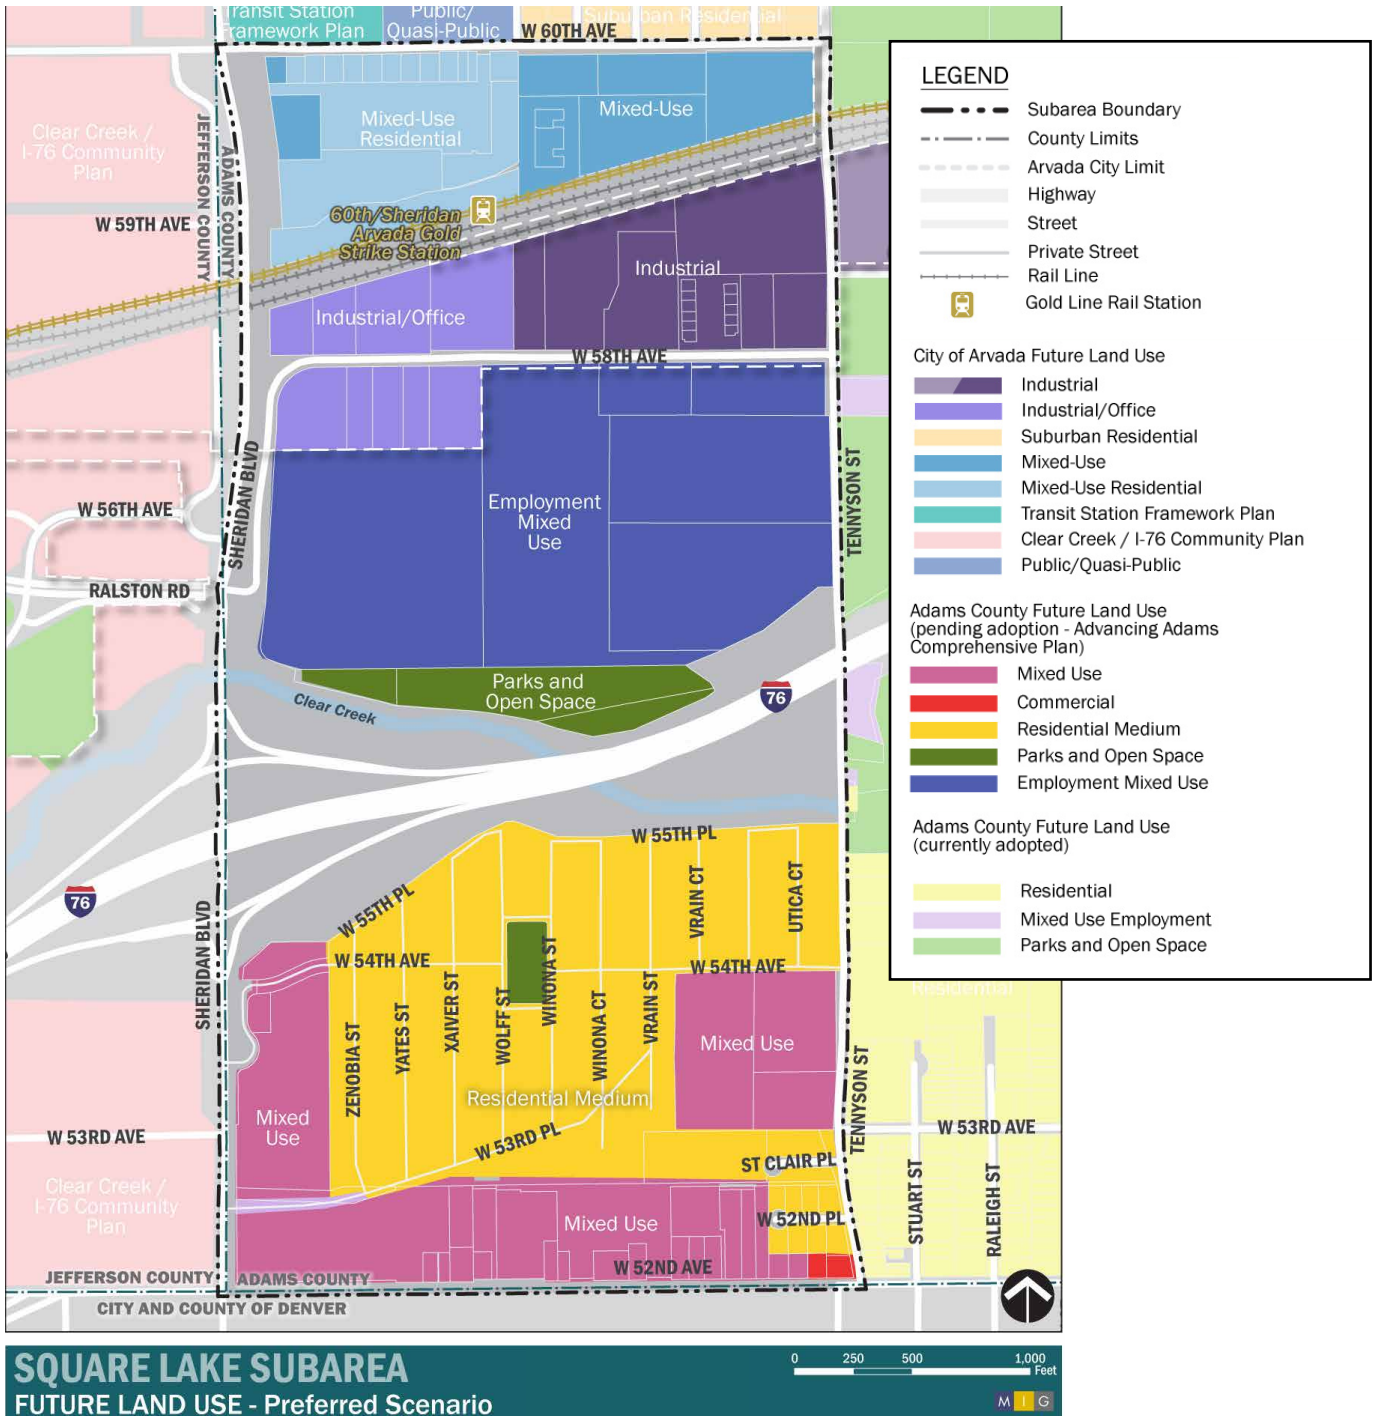 Transit Station
Framework Plan
Public/
Quasi-Public
Suburban Residential
W 60TH AVE
Clear Creek /
I-76 Community
Plan
JEFFERSON COUNTY
ADAMS COUNTY
Mixed-Use
Residential
Mixed-Use
W 59TH AVE
60th/Sheridan
Arvada Gold
Strike Station
Industrial
Industrial/Office
W 58TH AVE
SHERIDAN BLVD
TENNYSON ST
Employment
Mixed
Use
W 56TH AVE
RALSTON RD
Parks and
Open Space
Clear Creek
76
76
W 55TH PL
W 55TH PL
VRAIN CT
UTICA CT
SHERIDAN BLVD
W 54TH AVE
W 54TH AVE
ZENOBIA ST
YATES ST
XAIVER ST
WOLFF ST
WINONA ST
WINONA CT
VRAIN ST
Mixed Use
Residential
Residential Medium
TENNYSON ST
Mixed
Use
W 53RD AVE
W 53RD PL
W 53RD AVE
ST CLAIR PL
STUART ST
RALEIGH ST
Clear Creek /
I-76 Community
Plan
Mixed Use
W 52ND PL
W 52ND AVE
JEFFERSON COUNTY
ADAMS COUNTY
CITY AND COUNTY OF DENVER
LEGEND
Subarea Boundary
County Limits
Arvada City Limit
Highway
Street
Private Street
Rail Line
Gold Line Rail Station
City of Arvada Future Land Use
Industrial
Industrial/Office
Suburban Residential
Mixed-Use
Mixed-Use Residential
Transit Station Framework Plan
Clear Creek / I-76 Community Plan
Public/Quasi-Public
Adams County Future Land Use
(pending adoption - Advancing Adams
Comprehensive Plan)
Mixed Use
Commercial
Residential Medium
Parks and Open Space
Employment Mixed Use
Adams County Future Land Use
(currently adopted)
Residential
Mixed Use Employment
Parks and Open Space
SQUARE LAKE SUBAREA
FUTURE LAND USE - Preferred Scenario
0 250 500 1,000
Feet
M I G